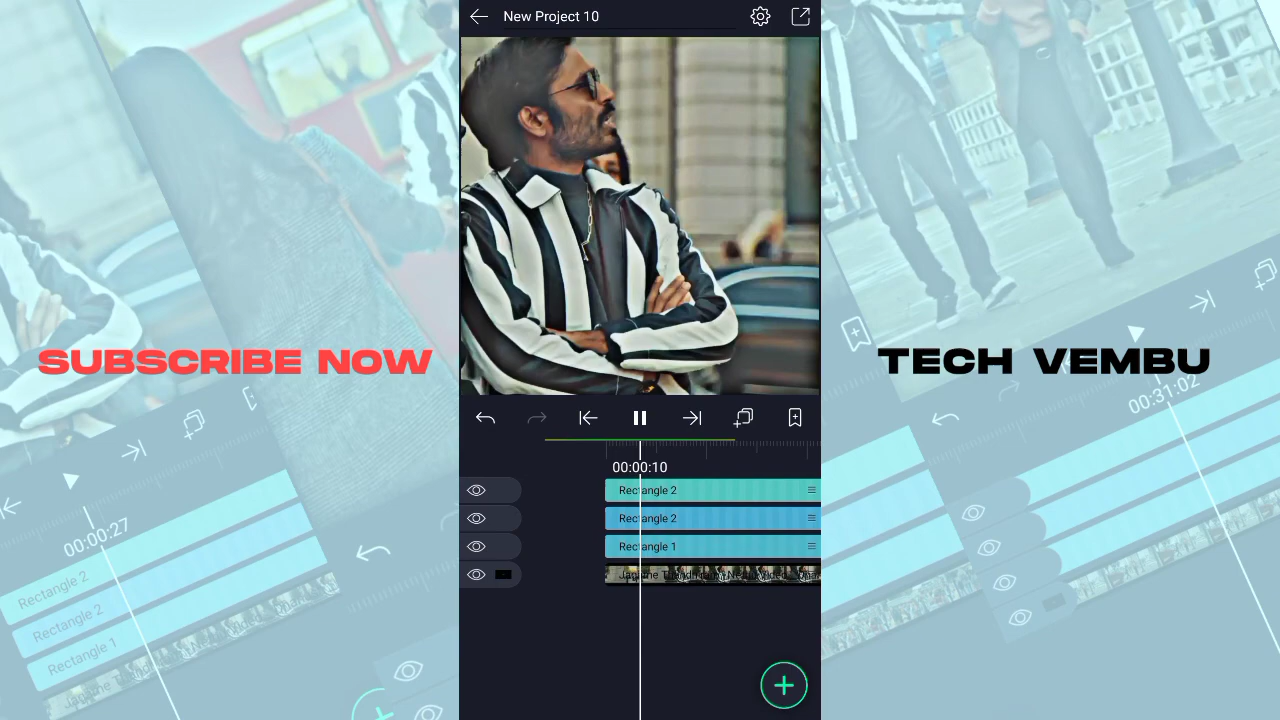 New Project 10
SUBSCRIBE NOW
TECH VEMBU
00:00:10
Rectangle 2
Rectangle 2
Rectangle 1
00:00:27
Rectangle 2
Rectangle 2
Rectangle 1
00:31:02